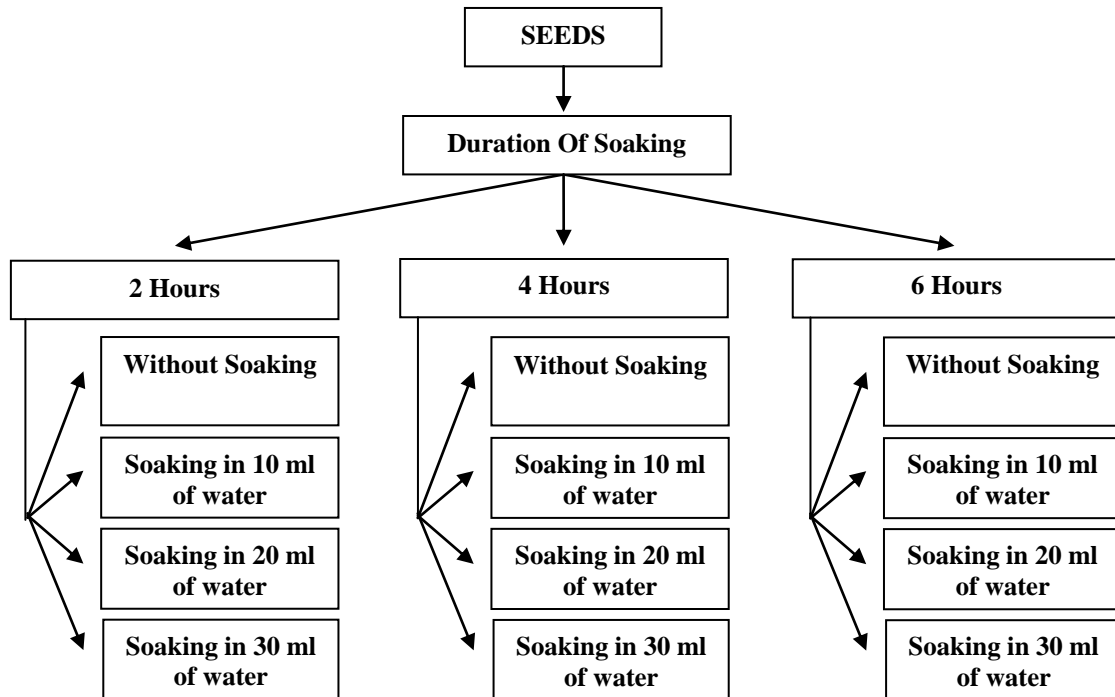 SEEDS
Duration Of Soaking
2 Hours
Without Soaking
Soaking in 10 ml
of water
Soaking in 20 ml
of water
Soaking in 30 ml
of water
4 Hours
Without Soaking
Soaking in 10 ml
of water
Soaking in 20 ml
of water
Soaking in 30 ml
of water
6 Hours
Without Soaking
Soaking in 10 ml
of water
Soaking in 20 ml
of water
Soaking in 30 ml
of water